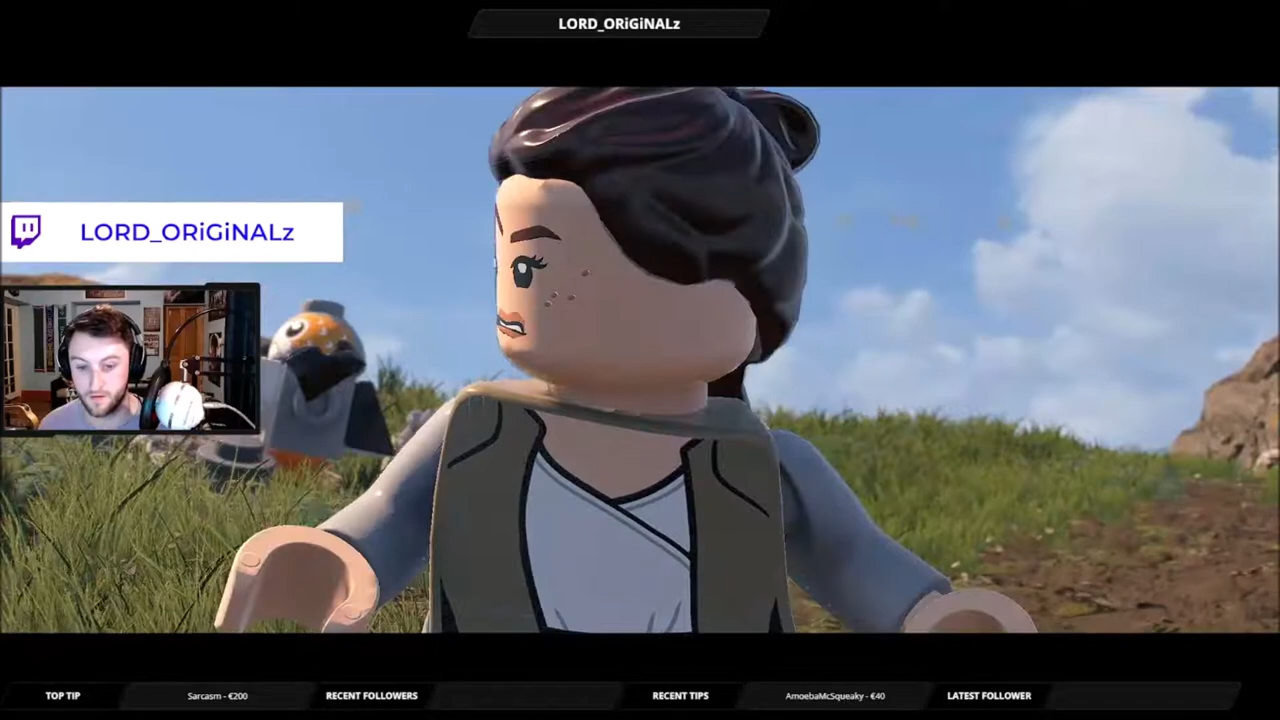 LORD_ORiGiNALz
LORD_ORiGiNALz
TOP TIP
Sarcasm - €200
RECENT FOLLOWERS
RECENT TIPS
AmoebaMcSqueaky - €40
LATEST FOLLOWER